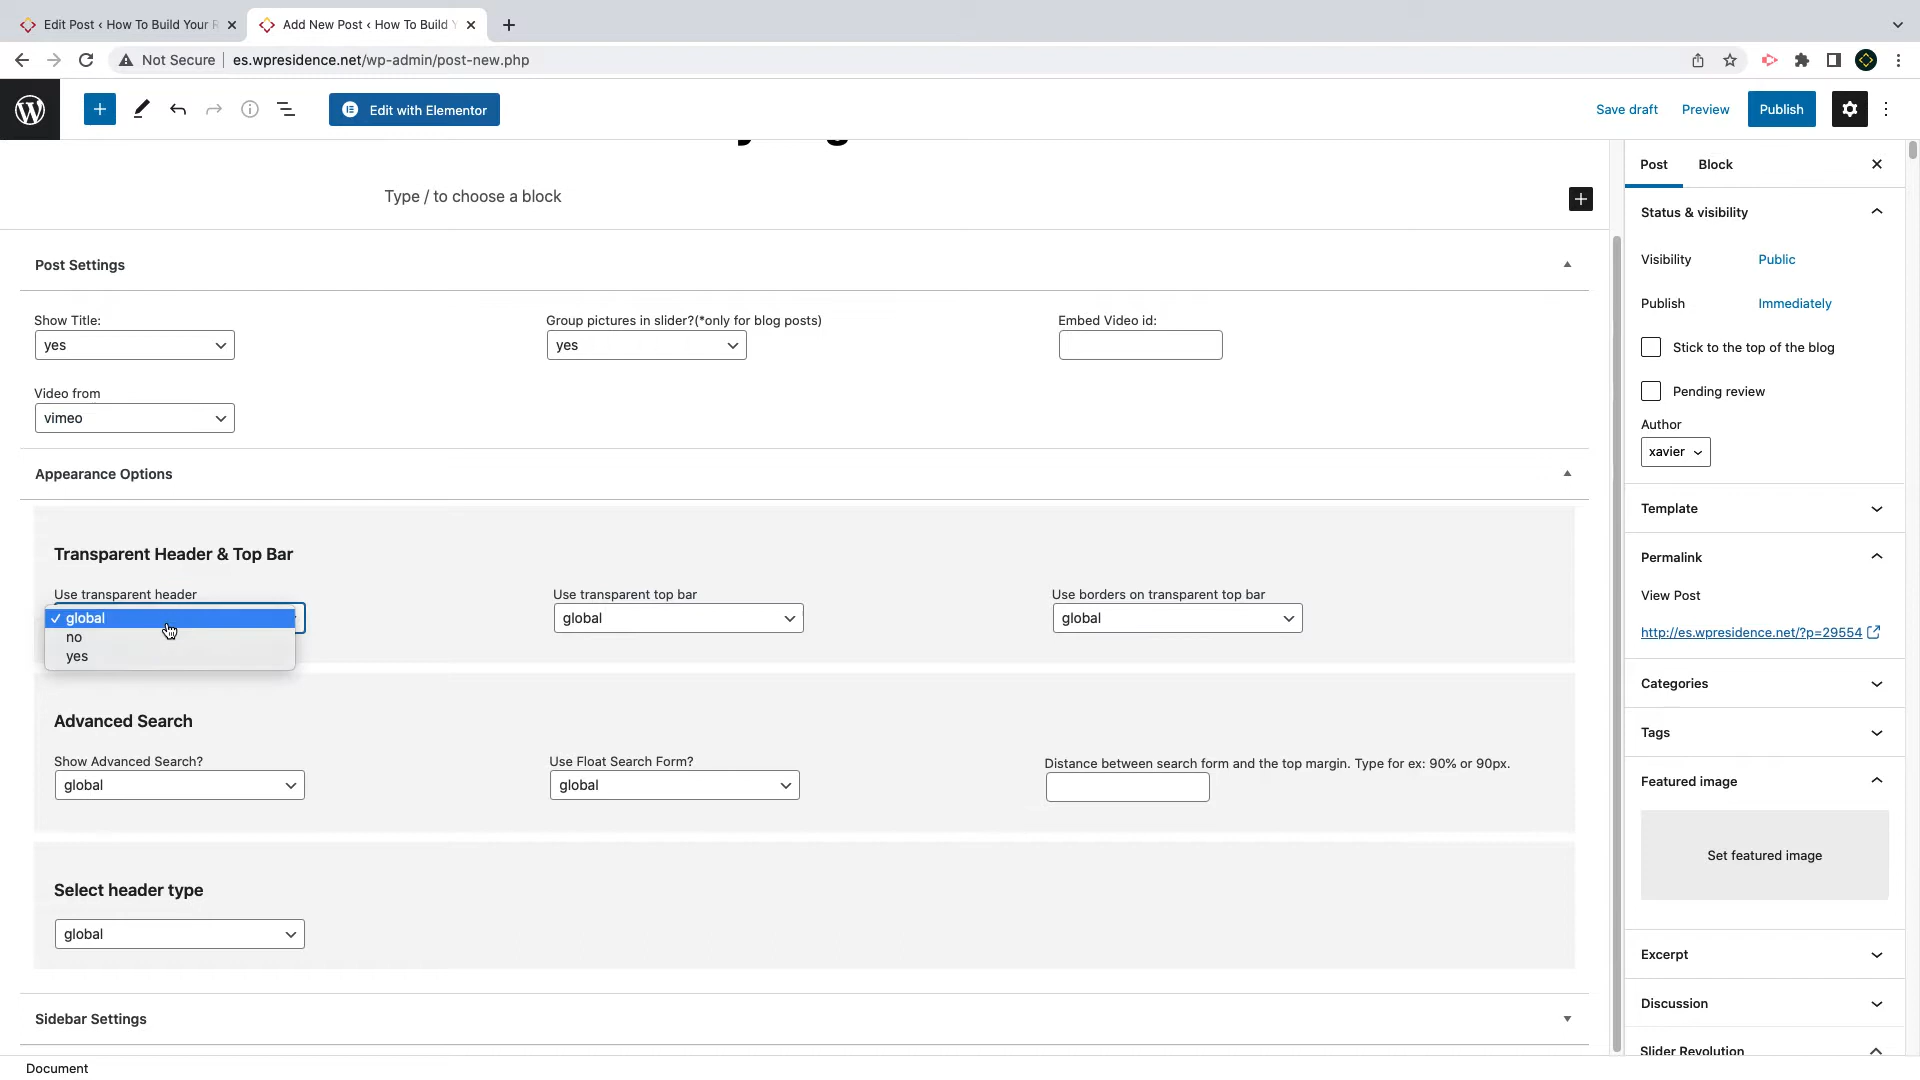 Edit Post ‹ How To Build Your R
Add New Post ‹ How To Build Y
Not Secure
es.wpresidence.net/wp-admin/post-new.php
Edit with Elementor
Save draft
Preview
Publish
Type / to choose a block
Post Settings
Show Title:
yes
Group pictures in slider?(*only for blog posts)
yes
Embed Video id:
Video from
vimeo
Appearance Options
Transparent Header & Top Bar
Use transparent header
global
no
yes
Use transparent top bar
global
Use borders on transparent top bar
global
Advanced Search
Show Advanced Search?
global
Use Float Search Form?
global
Distance between search form and the top margin. Type for ex: 90% or 90px.
Select header type
global
Sidebar Settings
Document
Post
Block
Status & visibility
Visibility
Public
Publish
Immediately
Stick to the top of the blog
Pending review
Author
xavier
Template
Permalink
View Post
http://es.wpresidence.net/?p=29554
Categories
Tags
Featured image
Set featured image
Excerpt
Discussion
Slider Revolution